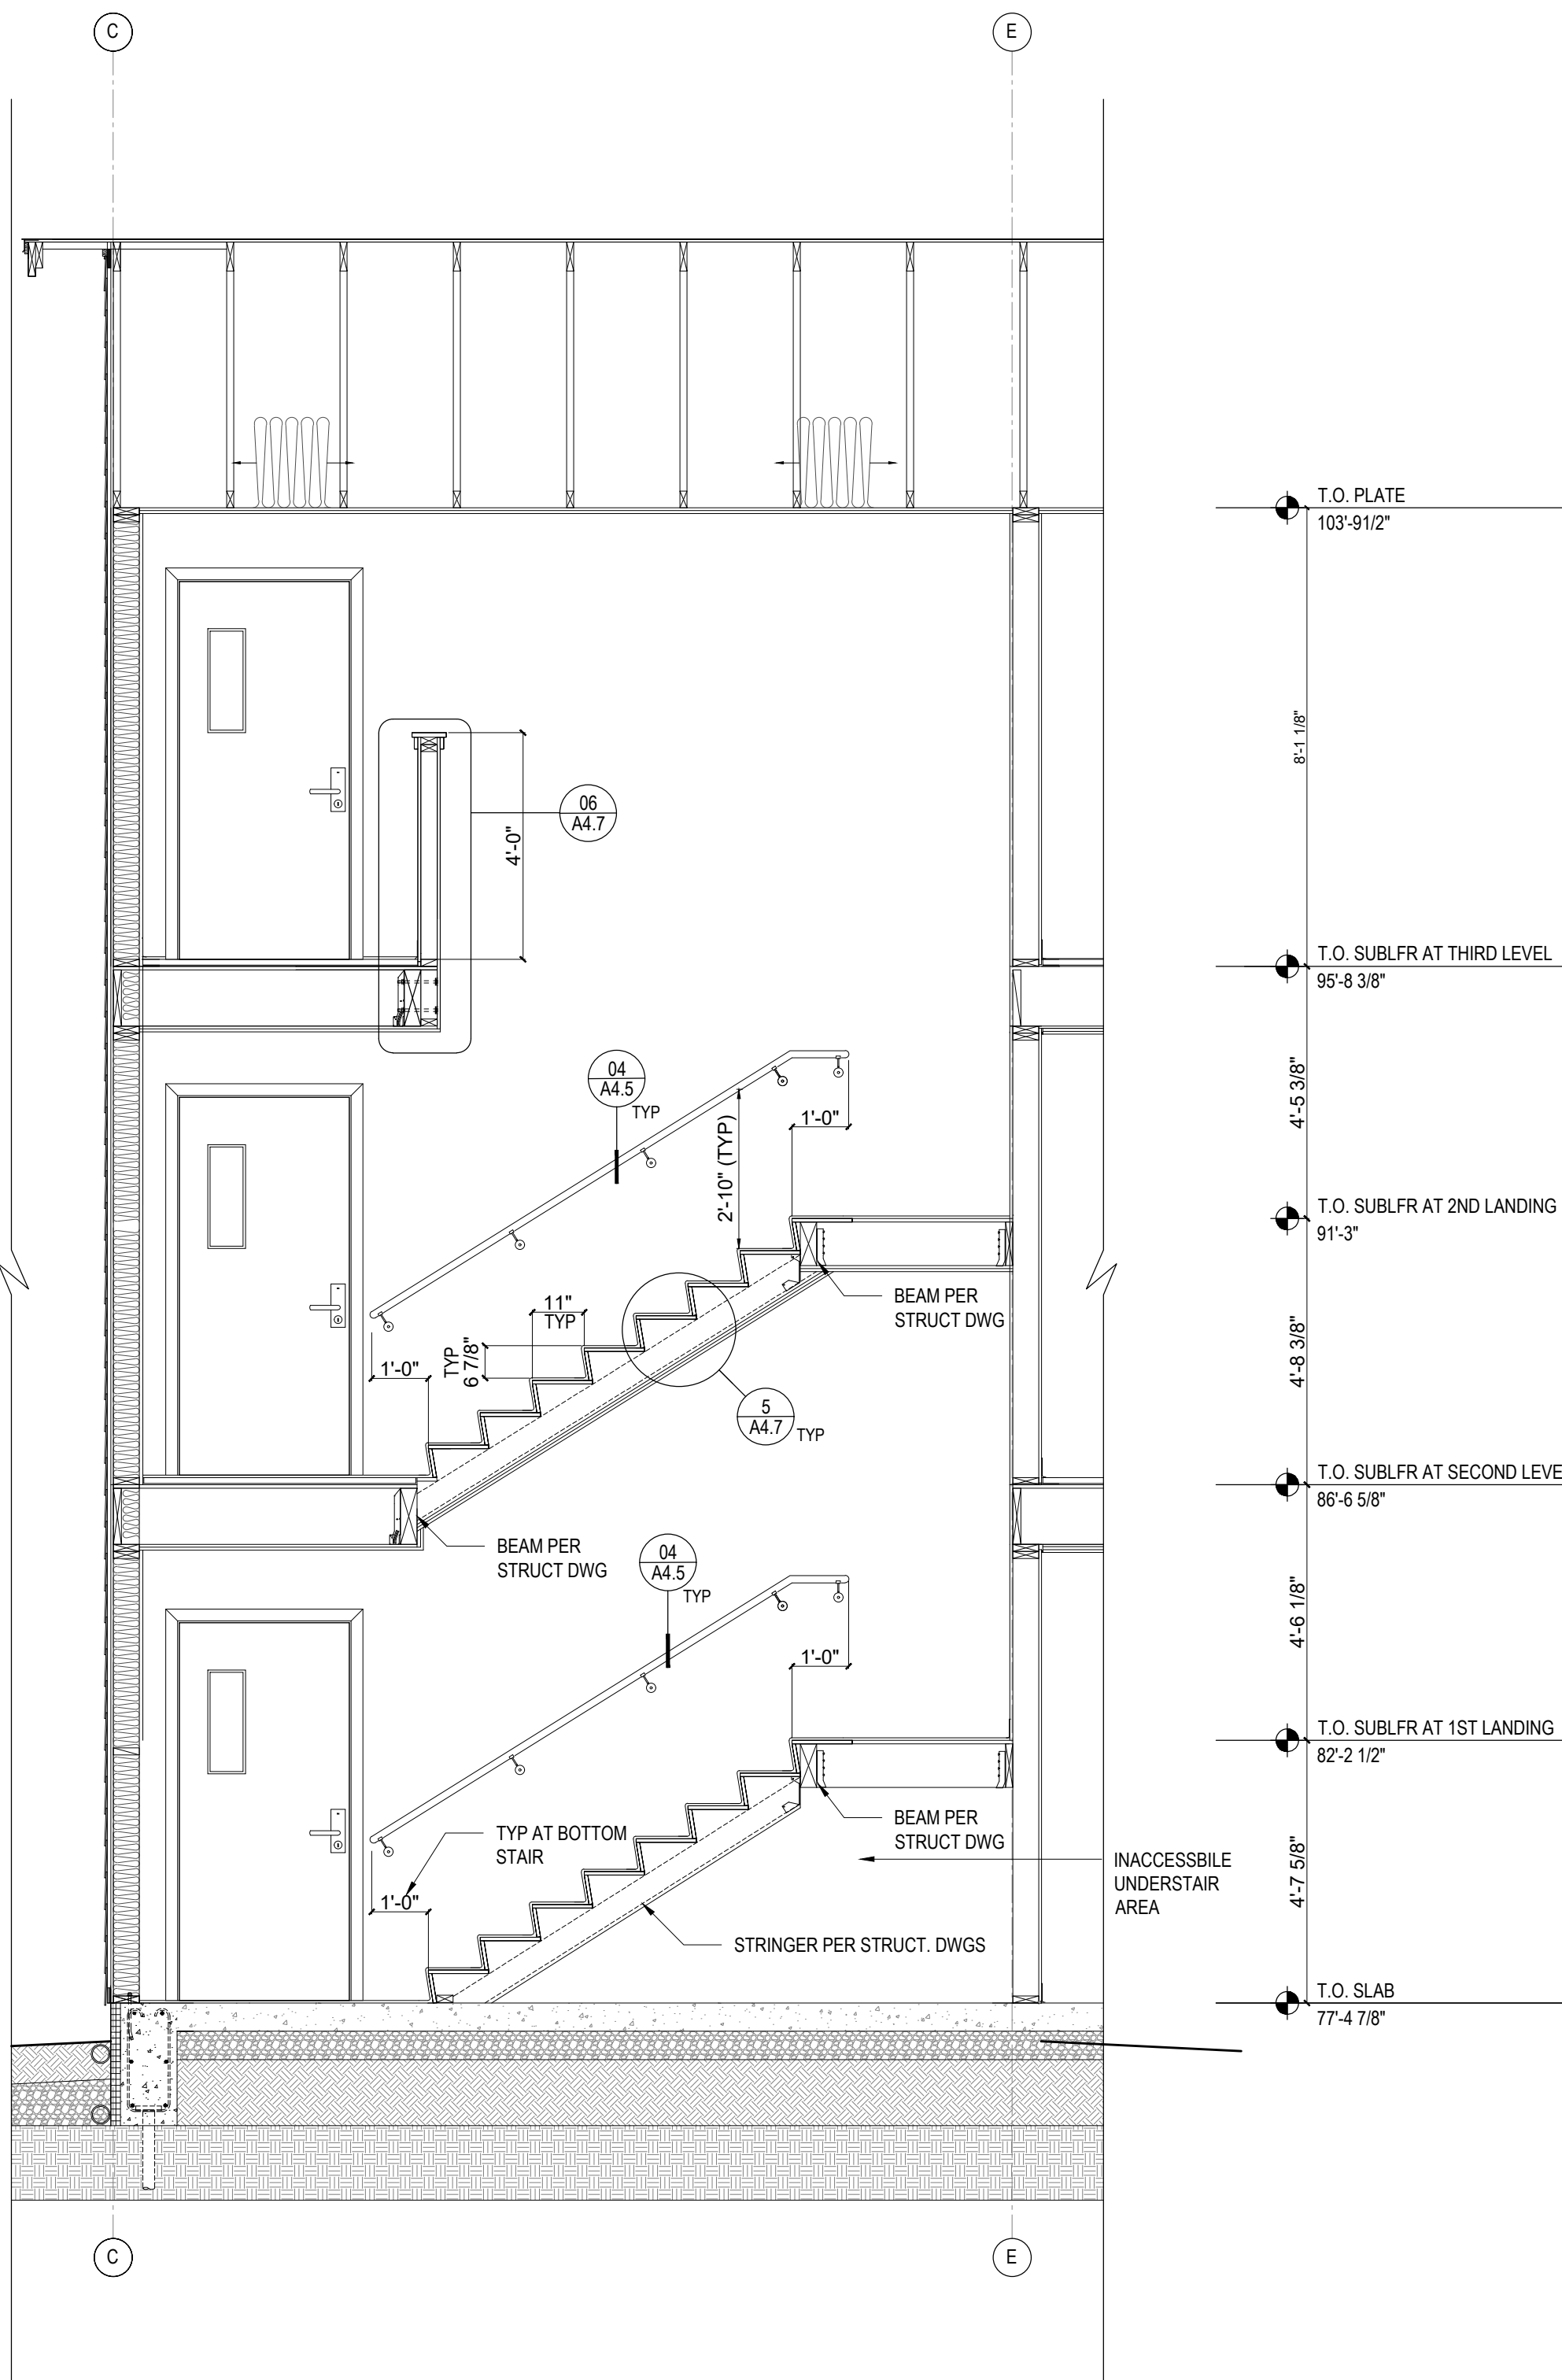 C
E
T.O. PLATE
103'-91/2"
8'-1 1/8"
06
A4.7
4'-0"
T.O. SUBLFR AT THIRD LEVEL
95'-8 3/8"
04
A4.5
TYP
1'-0"
2'-10" (TYP)
4'-5 3/8"
T.O. SUBLFR AT 2ND LANDING
91'-3"
BEAM PER
STRUCT DWG
11"
TYP
TYP
6 7/8"
1'-0"
4'-8 3/8"
5
A4.7
TYP
T.O. SUBLFR AT SECOND LEVE
86'-6 5/8"
BEAM PER
STRUCT DWG
04
A4.5
TYP
1'-0"
4'-6 1/8"
T.O. SUBLFR AT 1ST LANDING
82'-2 1/2"
BEAM PER
STRUCT DWG
TYP AT BOTTOM
STAIR
1'-0"
INACCESSBILE
UNDERSTAIR
AREA
4'-7 5/8"
STRINGER PER STRUCT. DWGS
T.O. SLAB
77'-4 7/8"
C
E